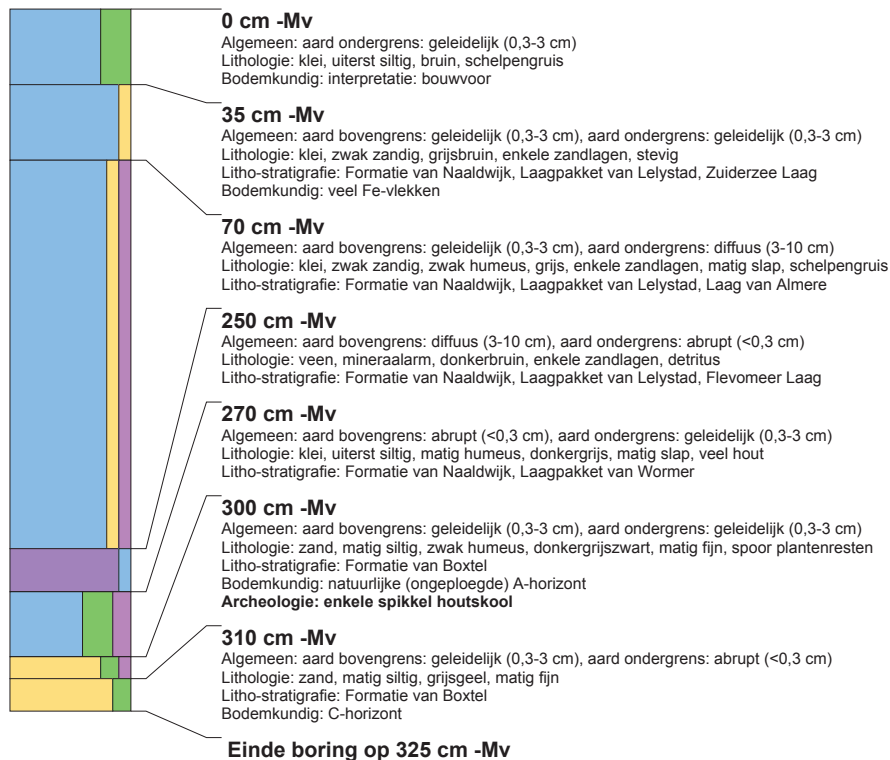 0 cm -Mv
Algemeen: aard ondergrens: geleidelijk (0,3-3 cm)
Lithologie: klei, uiterst siltig, bruin, schelpengruis
Bodemkundig: interpretatie: bouwvoor
35 cm -Mv
Algemeen: aard bovengrens: geleidelijk (0,3-3 cm), aard ondergrens: geleidelijk (0,3-3 cm)
Lithologie: klei, zwak zandig, grijsbruin, enkele zandlagen, stevig
Litho-stratigrafie: Formatie van Naaldwijk, Laagpakket van Lelystad, Zuiderzee Laag
Bodemkundig: veel Fe-vlekken
70 cm -Mv
Algemeen: aard bovengrens: geleidelijk (0,3-3 cm), aard ondergrens: diffuus (3-10 cm)
Lithologie: klei, zwak zandig, zwak humeus, grijs, enkele zandlagen, matig slap, schelpengruis
Litho-stratigrafie: Formatie van Naaldwijk, Laagpakket van Lelystad, Laag van Almere
250 cm -Mv
Algemeen: aard bovengrens: diffuus (3-10 cm), aard ondergrens: abrupt (<0,3 cm)
Lithologie: veen, mineraalarm, donkerbruin, enkele zandlagen, detritus
Litho-stratigrafie: Formatie van Naaldwijk, Laagpakket van Lelystad, Flevomeer Laag
270 cm -Mv
Algemeen: aard bovengrens: abrupt (<0,3 cm), aard ondergrens: geleidelijk (0,3-3 cm)
Lithologie: klei, uiterst siltig, matig humeus, donkergrijs, matig slap, veel hout
Litho-stratigrafie: Formatie van Naaldwijk, Laagpakket van Wormer
300 cm -Mv
Algemeen: aard bovengrens: geleidelijk (0,3-3 cm), aard ondergrens: geleidelijk (0,3-3 cm)
Lithologie: zand, matig siltig, zwak humeus, donkergrijszwart, matig fijn, spoor plantenresten
Litho-stratigrafie: Formatie van Boxtel
Bodemkundig: natuurlijke (ongeploegde) A-horizont
Archeologie: enkele spikkel houtskool
310 cm -Mv
Algemeen: aard bovengrens: geleidelijk (0,3-3 cm), aard ondergrens: abrupt (<0,3 cm)
Lithologie: zand, matig siltig, grijsgeel, matig fijn
Litho-stratigrafie: Formatie van Boxtel
Bodemkundig: C-horizont
Einde boring op 325 cm -Mv